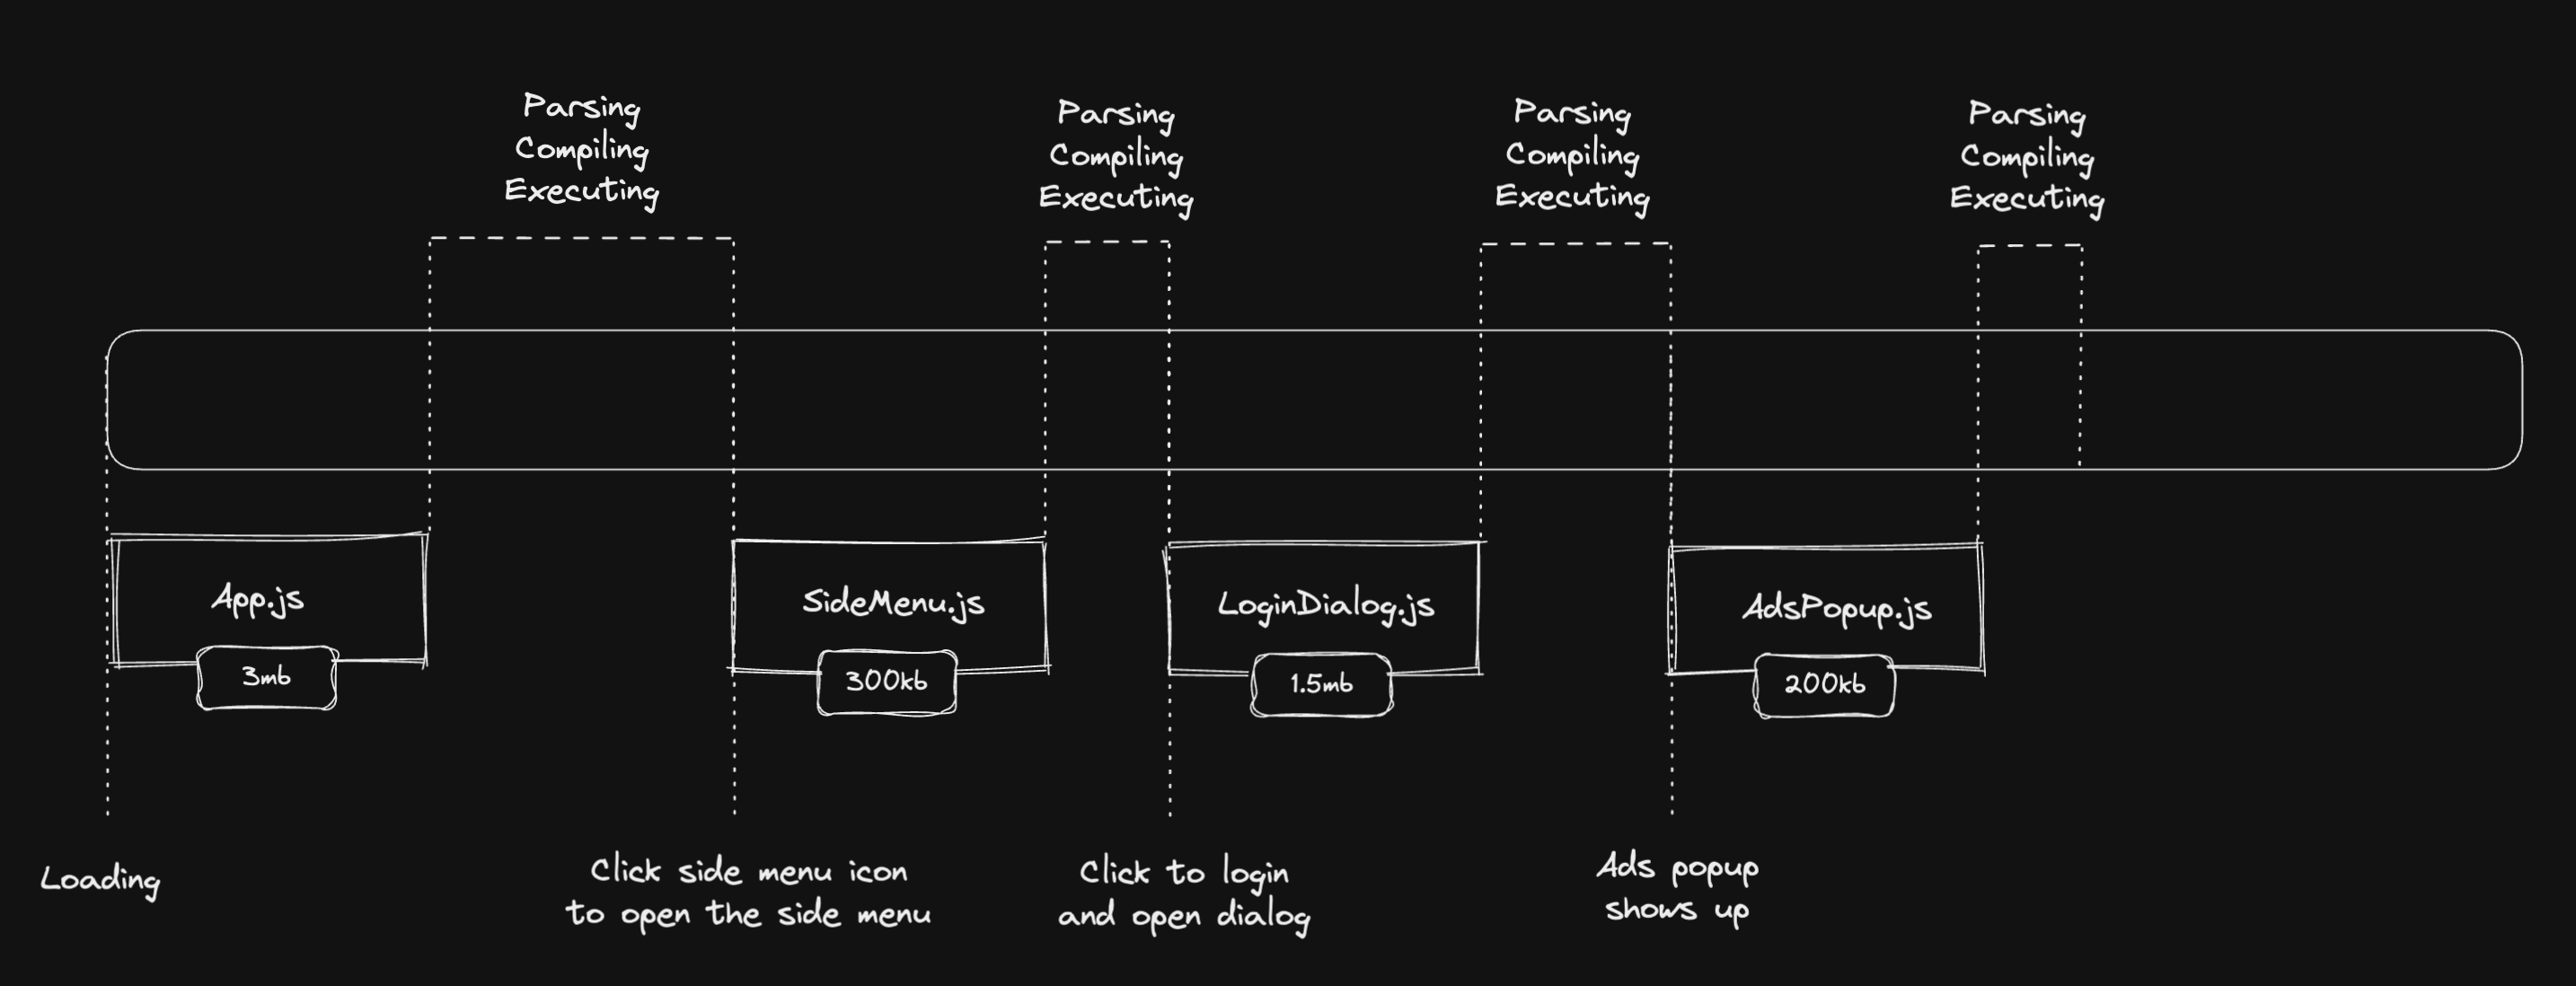 Parsing
Compiling
Executing
Parsing
Compiling
Executing
Parsing
Compiling
Executing
Parsing
Compiling
Executing
App.js
3mb
SideMenu.js
300kb
LoginDialog.js
1.5mb
AdsPopup.js
200kb
Loading
Click side menu icon
to open the side menu
Click to login
and open dialog
Ads popup
shows up